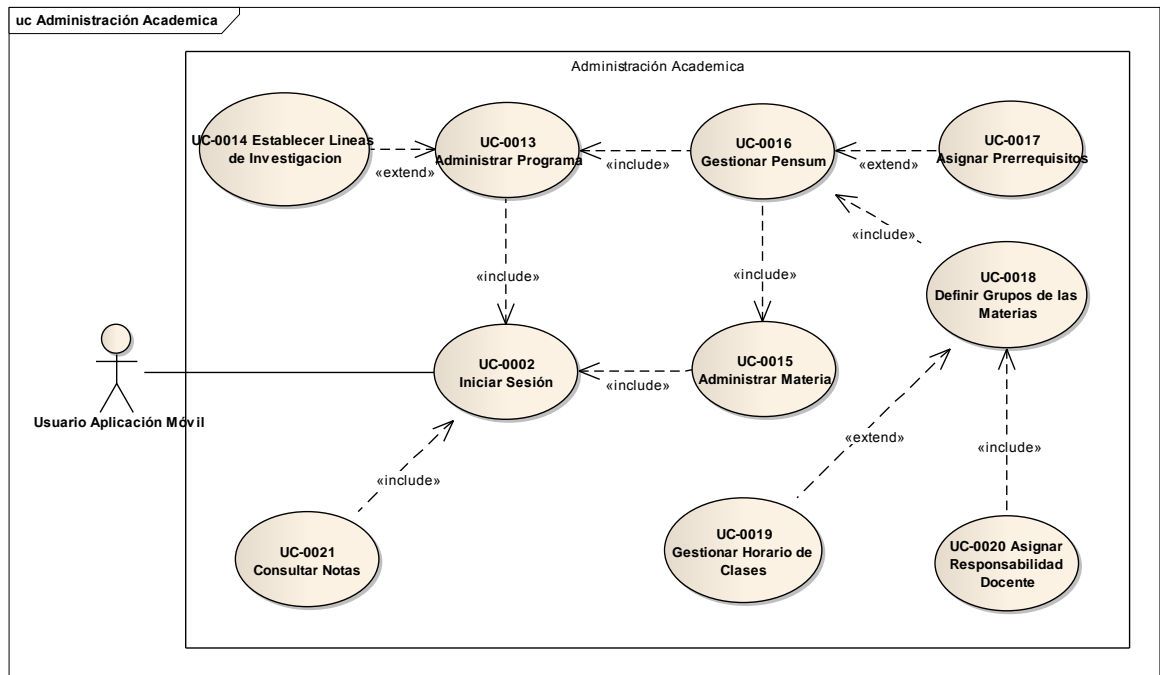 uc Administración Academica
Administración Academica
UC-0014 Establecer Lineas
de Investigacion
«extend»
UC-0013
Administrar Programa
«include»
UC-0016
Gestionar Pensum
«extend»
UC-0017
Asignar Prerrequisitos
«include»
«include»
«include»
UC-0018
Definir Grupos de las
Materias
Usuario Aplicación Móvil
UC-0002
Iniciar Sesión
«include»
UC-0015
Administrar Materia
«include»
«extend»
«include»
UC-0021
Consultar Notas
UC-0019
Gestionar Horario de
Clases
UC-0020 Asignar
Responsabilidad
Docente